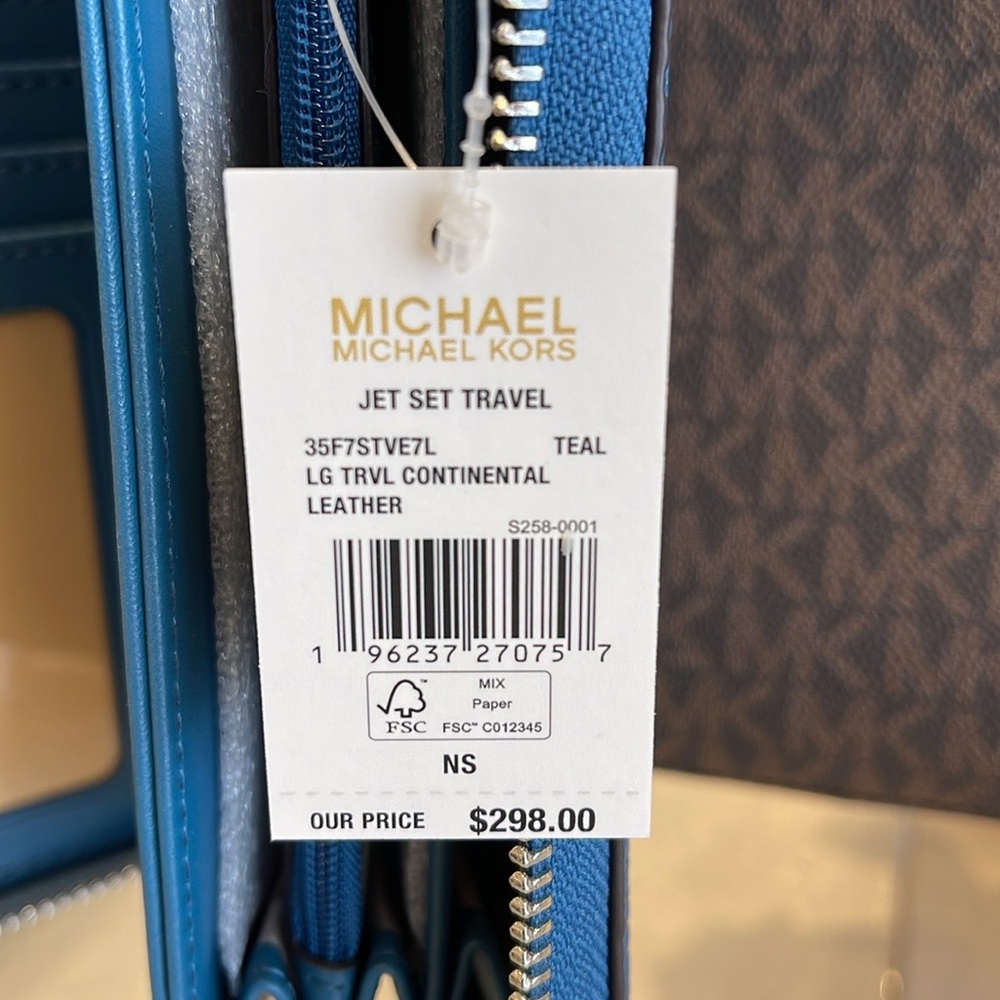 MICHAEL
MICHAEL KORS
JET SET TRAVEL
35F7STVE7L TEAL
LG TRVL CONTINENTAL
LEATHER
S258-0001
1 96237 27075 7
MIX
Paper
FSC™ C012345
FSC
NS
OUR PRICE $298.00